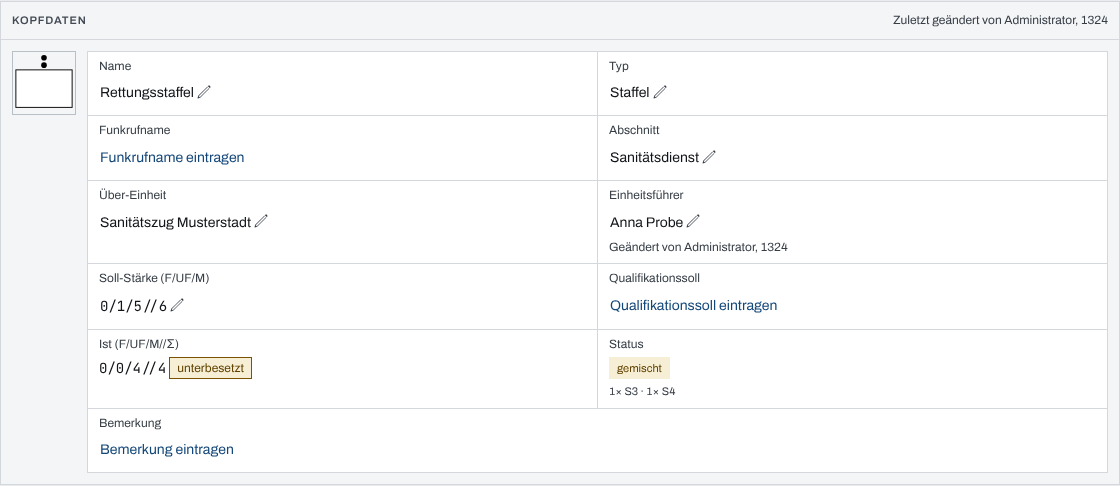 KOPFDATEN
Zuletzt geändert von Administrator, 1324
Name
Rettungsstaffel
Typ
Staffel
Funkrufname
Funkrufname eintragen
Abschnitt
Sanitätsdienst
Über-Einheit
Sanitätszug Musterstadt
Einheitsführer
Anna Probe
Geändert von Administrator, 1324
Soll-Stärke (F/UF/M)
0/1/5//6
Qualifikationssoll
Qualifikationssoll eintragen
Ist (F/UF/M//Σ)
0/0/4//4 unterbesetzt
Status
gemischt
1× S3 · 1× S4
Bemerkung
Bemerkung eintragen